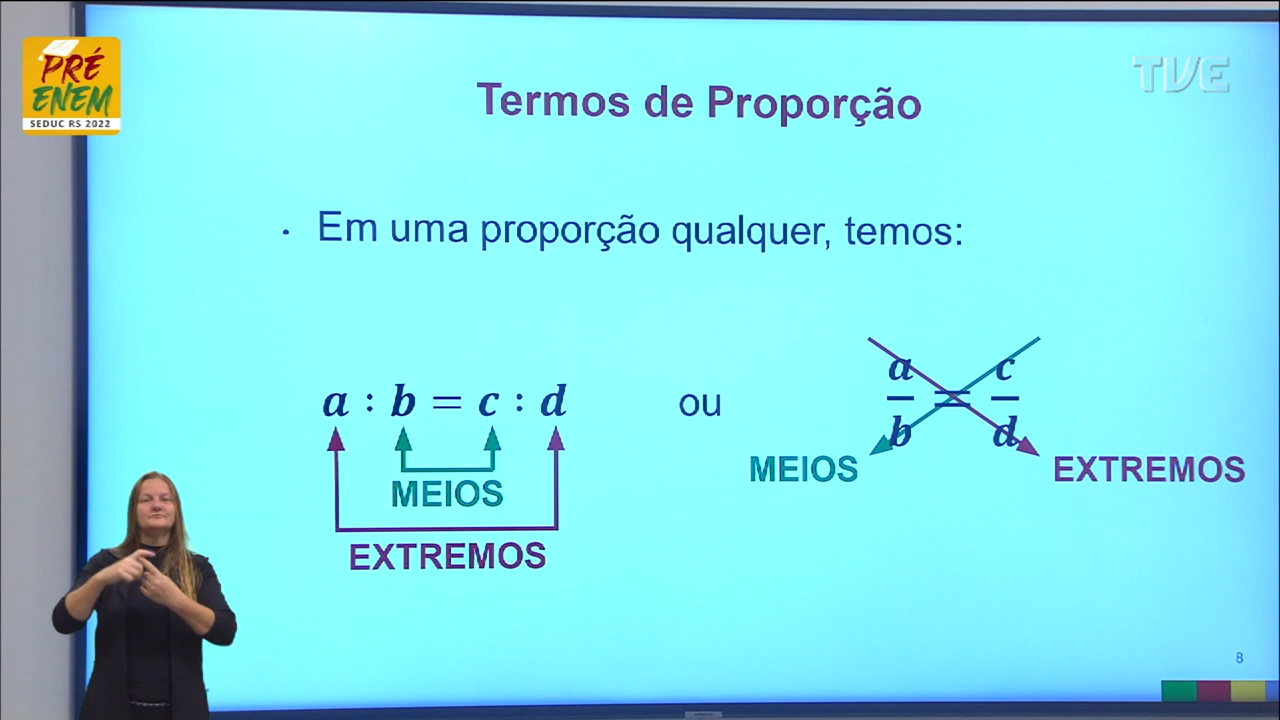 PRÉ
ENEM
SEDUC RS 2022
TVE
Termos de Proporção
• Em uma proporção qualquer, temos:
a : b = c : d
MEIOS
EXTREMOS
ou
a/b = c/d
MEIOS
EXTREMOS
8